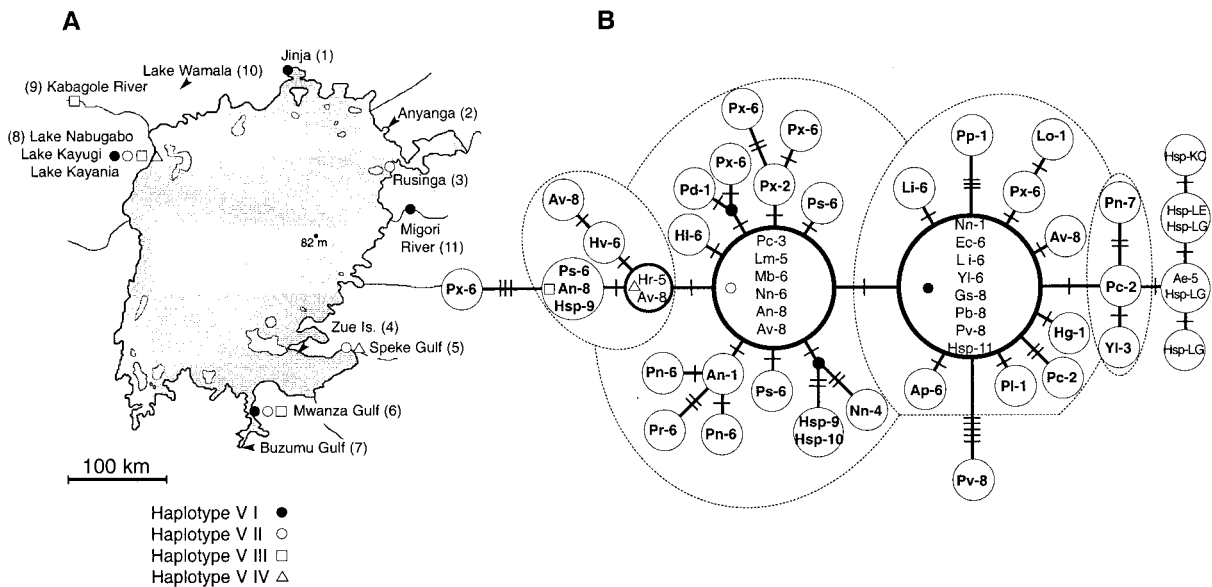 A
B
Jinja (1)
Lake Wamala (10)
(9) Kabagole River
Anyanga (2)
(8) Lake Nabugabo
Lake Kayugi
Lake Kayania
Rusinga (3)
Migori
River (11)
82 m
Zue Is. (4)
Speke Gulf (5)
Mwanza Gulf (6)
Buzumu Gulf (7)
100 km
Haplotype V I
Haplotype V II
Haplotype V III
Haplotype V IV
Px-6
Av-8
Hv-6
Ps-6
An-8
Hsp-9
Hr-5
Av-8
Px-6
Px-6
Px-6
Pd-1
Px-2
Ps-6
Hl-6
Pc-3
Lm-5
Mb-6
Nn-6
An-8
Av-8
Pn-6
An-1
Pr-6
Pn-6
Ps-6
Hsp-9
Hsp-10
Nn-4
Pp-1
Lo-1
Li-6
Px-6
Av-8
Nn-1
Ec-6
Li-6
Yl-6
Gs-8
Pb-8
Pv-8
Hsp-11
Hg-1
Pc-2
Pl-1
Ap-6
Pv-8
Pn-7
Pc-2
Yl-3
Hsp-KC
Hsp-LE
Hsp-LG
Ae-5
Hsp-LG
Hsp-LG